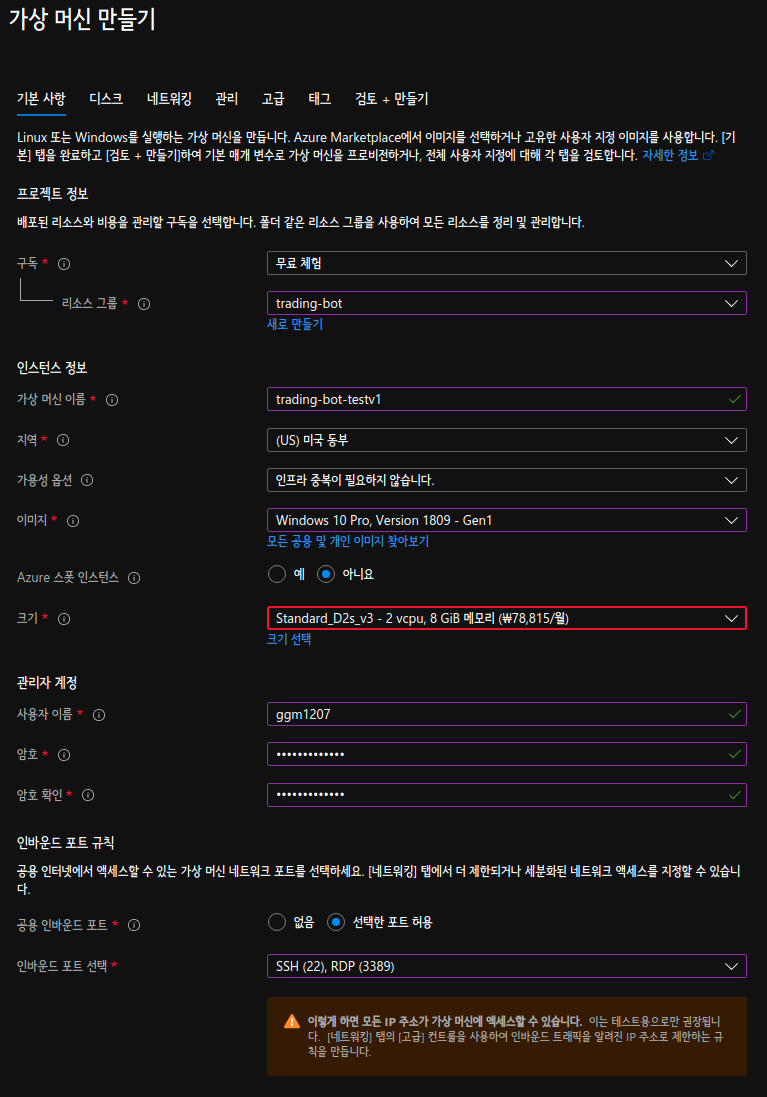 가상 머신 만들기
기본 사항 디스크 네트워킹 관리 고급 태그 검토 + 만들기
Linux 또는 Windows를 실행하는 가상 머신을 만듭니다. Azure Marketplace에서 이미지를 선택하거나 고유한 사용자 지정 이미지를 사용합니다. [기
본] 탭을 완료하고 [검토 + 만들기]하여 기본 매개 변수로 가상 머신을 프로비전하거나, 전체 사용자 지정에 대해 각 탭을 검토합니다. 자세한 정보
프로젝트 정보
배포된 리소스와 비용을 관리할 구독을 선택합니다. 폴더 같은 리소스 그룹을 사용하여 모든 리소스를 정리 및 관리합니다.
구독 * 무료 체험
리소스 그룹 * trading-bot
새로 만들기
인스턴스 정보
가상 머신 이름 * trading-bot-testv1
지역 * (US) 미국 동부
가용성 옵션 인프라 중복이 필요하지 않습니다.
이미지 * Windows 10 Pro, Version 1809 - Gen1
모든 공용 및 개인 이미지 찾아보기
Azure 스폿 인스턴스 예 아니요
크기 * Standard_D2s_v3 - 2 vcpu, 8 GiB 메모리 (₩78,815/월)
크기 선택
관리자 계정
사용자 이름 * ggm1207
암호 * •••••••••••••
암호 확인 * •••••••••••••
인바운드 포트 규칙
공용 인터넷에서 액세스할 수 있는 가상 머신 네트워크 포트를 선택하세요. [네트워킹] 탭에서 더 제한되거나 세분화된 네트워크 액세스를 지정할 수 있습니
다.
공용 인바운드 포트 * 없음 선택한 포트 허용
인바운드 포트 선택 * SSH (22), RDP (3389)
이렇게 하면 모든 IP 주소가 가상 머신에 액세스할 수 있습니다. 이는 테스트용으로만 권장됩니
다. [네트워킹] 탭의 [고급] 컨트롤을 사용하여 인바운드 트래픽을 알려진 IP 주소로 제한하는 규
칙을 만듭니다.